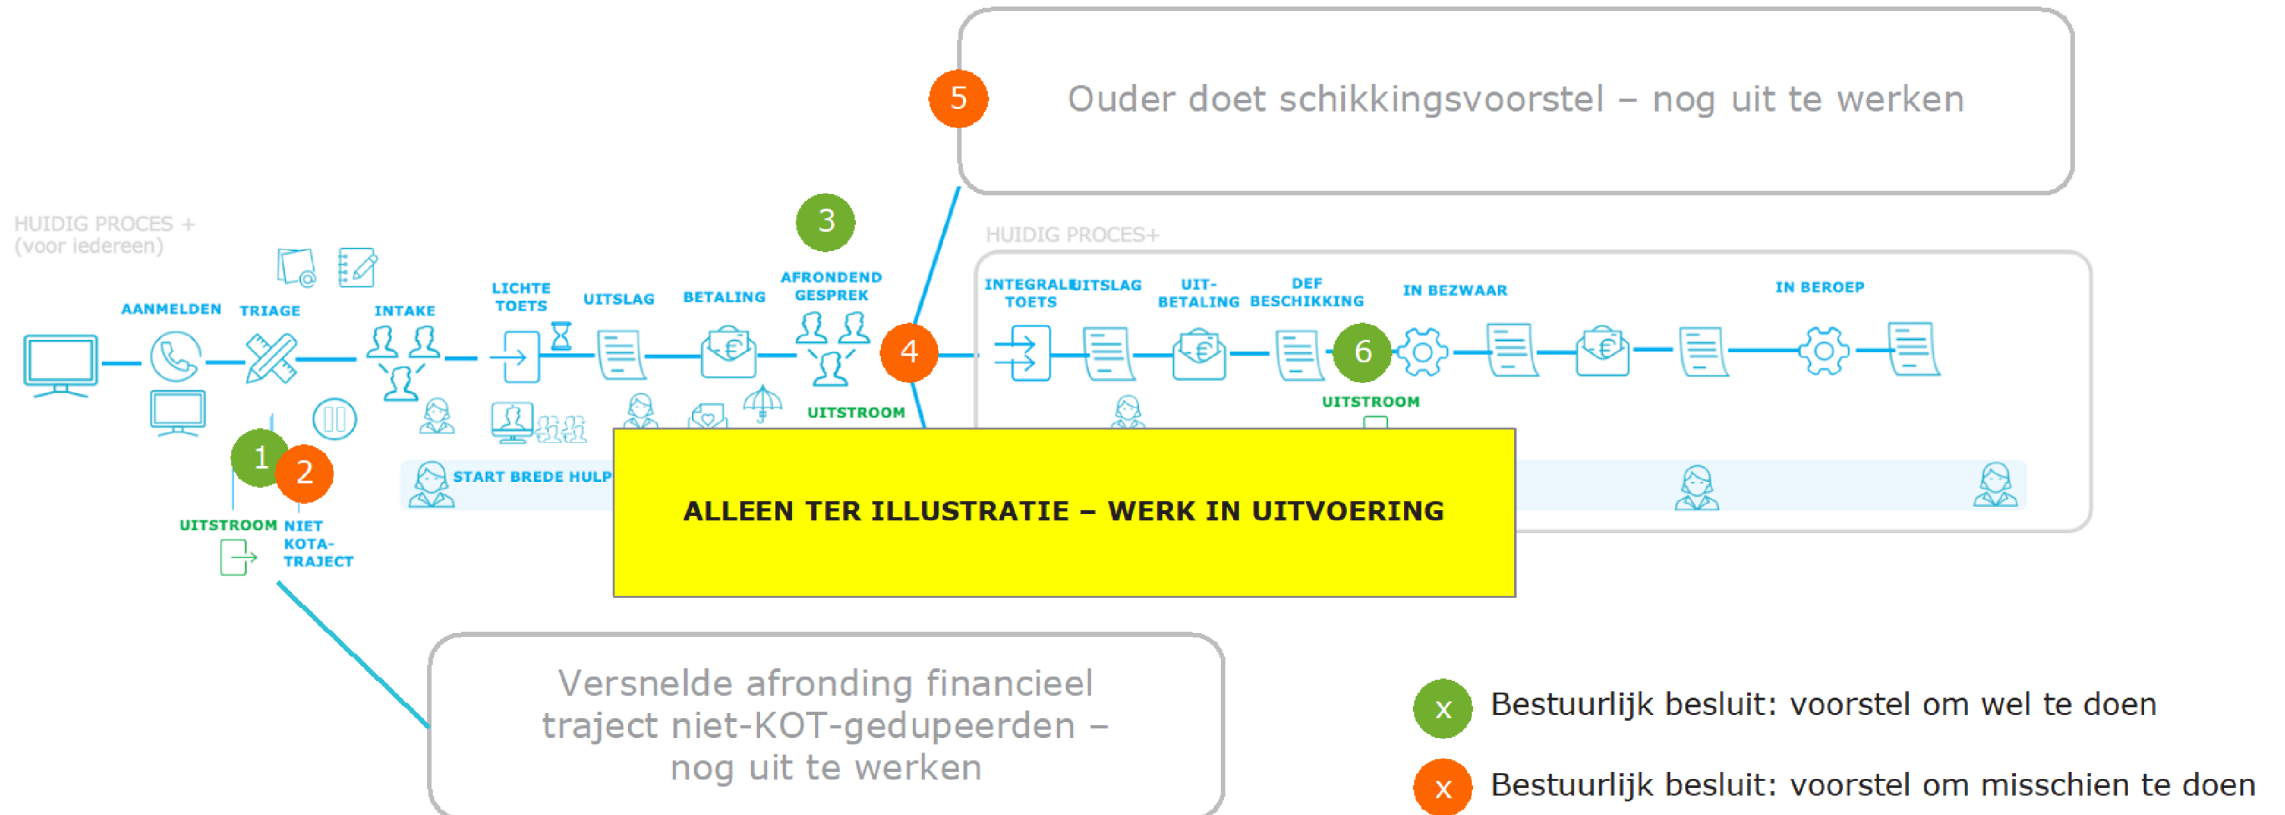 5
Ouder doet schikkingsvoorstel – nog uit te werken
HUIDIG PROCES +
(voor iedereen)
3
HUIDIG PROCES+
AANMELDEN
TRIAGE
INTAKE
LICHTE
TOETS
UITSLAG
BETALING
AFRONDEND
GESPREK
4
INTEGRALE
TOETS
UITSLAG
UIT-
BETALING
DEF
BESCHIKKING
6
IN BEZWAAR
IN BEROEP
UITSTROOM
UITSTROOM
1
2
START BREDE HULP
ALLEEN TER ILLUSTRATIE – WERK IN UITVOERING
UITSTROOM
NIET
KOTA-
TRAJECT
Versnelde afronding financieel
traject niet-KOT-gedupeerden –
nog uit te werken
x Bestuurlijk besluit: voorstel om wel te doen
x Bestuurlijk besluit: voorstel om misschien te doen